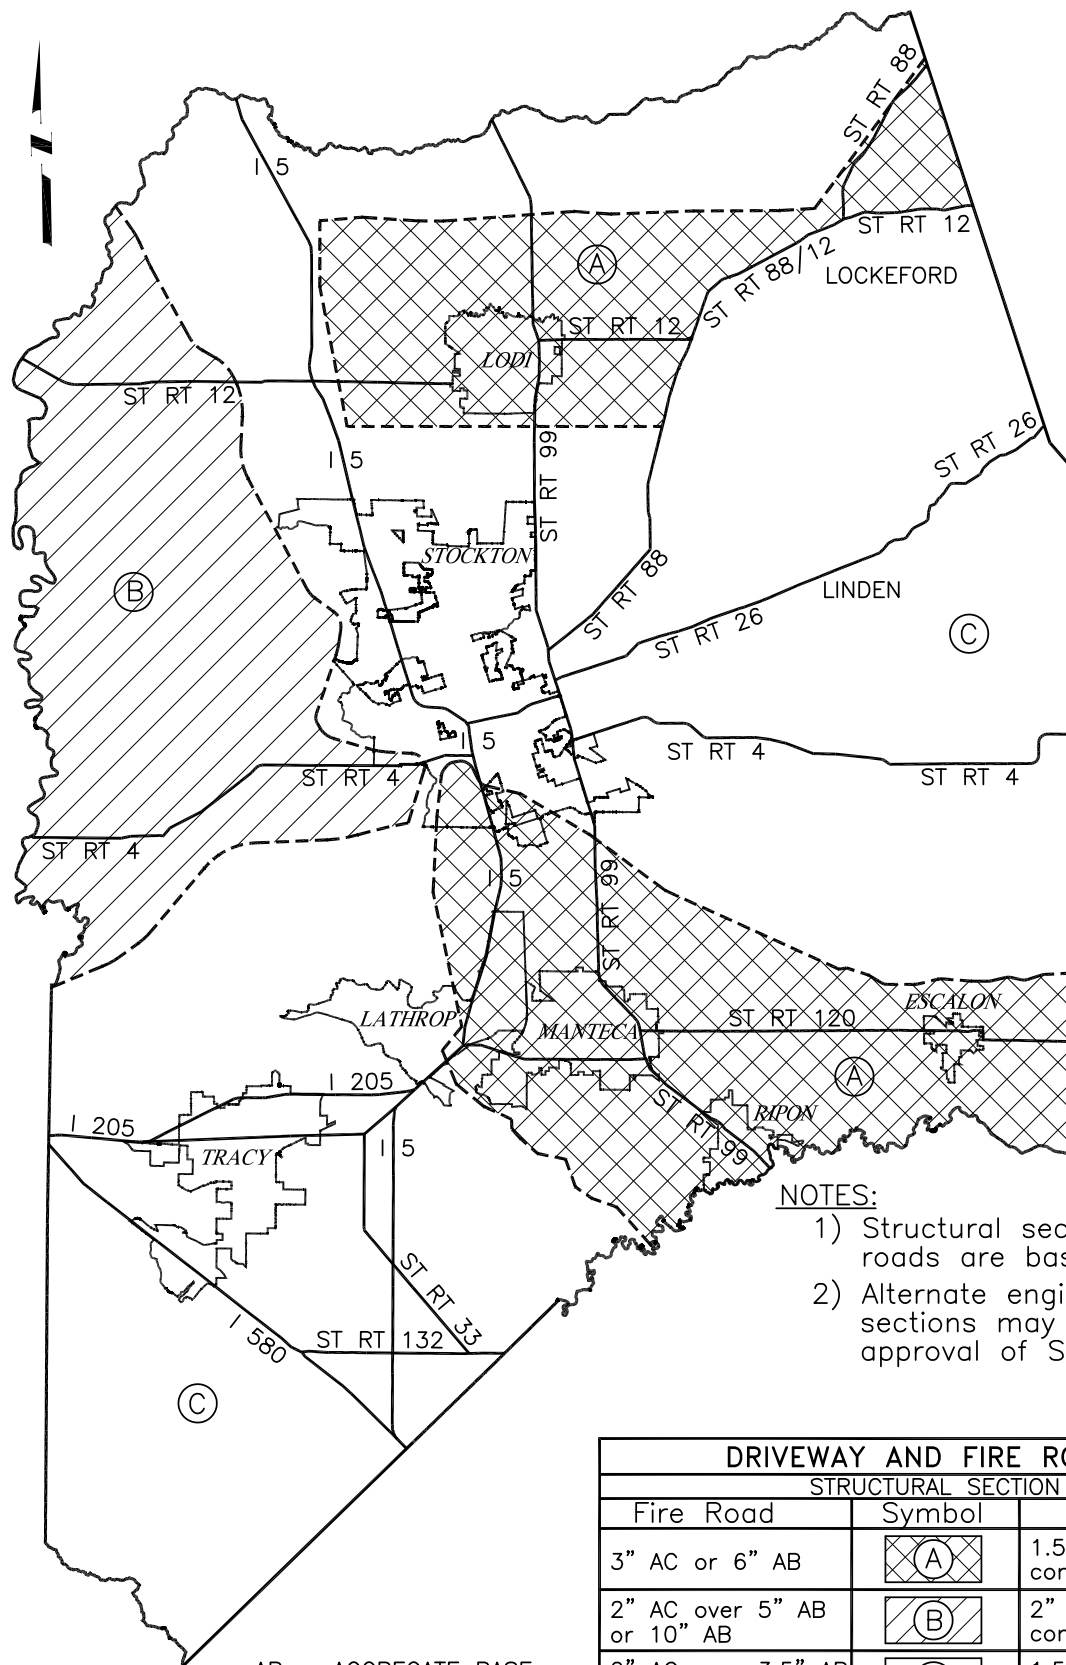 ST RT 88
I 5
ST RT 12
A
ST RT 88/12
LOCKEFORD
ST RT 12
LODI
ST RT 12
ST RT 26
I 5
ST RT 99
STOCKTON
B
ST RT 88
LINDEN
ST RT 26
C
I 5
ST RT 4
ST RT 4
ST RT 4
ST RT 4
I 5
ST RT 99
ESCALON
LATHROP
MANTECA
ST RT 120
A
I 205
ST RT 99
RIPON
I 205
TRACY
I 5
NOTES:
1) Structural sec
roads are bas
2) Alternate engi
sections may
approval of S
ST RT 33
I 580
ST RT 132
C
DRIVEWAY AND FIRE RO
STRUCTURAL SECTION
Fire Road
Symbol
3" AC or 6" AB
A
1.5
con
2" AC over 5" AB
or 10" AB
B
2"
con